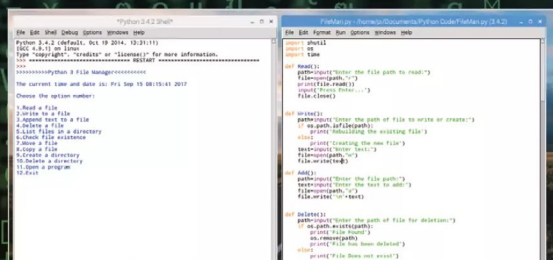 *Python 3.4.2 Shell*
File Edit Shell Debug Options Windows Help
Python 3.4.2 (default, Oct 19 2014, 13:31:11)
[GCC 4.9.1] on linux
Type "copyright", "credits" or "license()" for more information.
>>> ================================ RESTART ================================
>>>
>>>>>>>>>>Python 3 File Manager<<<<<<<<<<
The current time and date is: Fri Sep 15 08:15:41 2017
Choose the option number:
1.Read a file
2.Write to a file
3.Append text to a file
4.Delete a file
5.List files in a directory
6.Check file existence
7.Move a file
8.Copy a file
9.Create a directory
10.Delete a directory
11.Open a program
12.Exit
FileMan.py - /home/pi/Documents/Python Code/FileMan.py (3.4.2)
File Edit Format Run Options Windows Help
import shutil
import os
import time
def Read():
path=input("Enter the file path to read:")
file=open(path,"r")
print(file.read())
input('Press Enter...')
file.close()
def Write():
path=input("Enter the path of file to write or create:")
if os.path.isfile(path):
print('Rebuilding the existing file')
else:
print('Creating the new file')
text=input("Enter text:")
file=open(path,"w")
file.write(text)
def Add():
path=input("Enter the file path:")
text=input("Enter the text to add:")
file=open(path,"a")
file.write('\n'+text)
def Delete():
path=input("Enter the path of file for deletion:")
if os.path.exists(path):
print('File Found')
os.remove(path)
print('File has been deleted')
else:
print('File Does not exist')